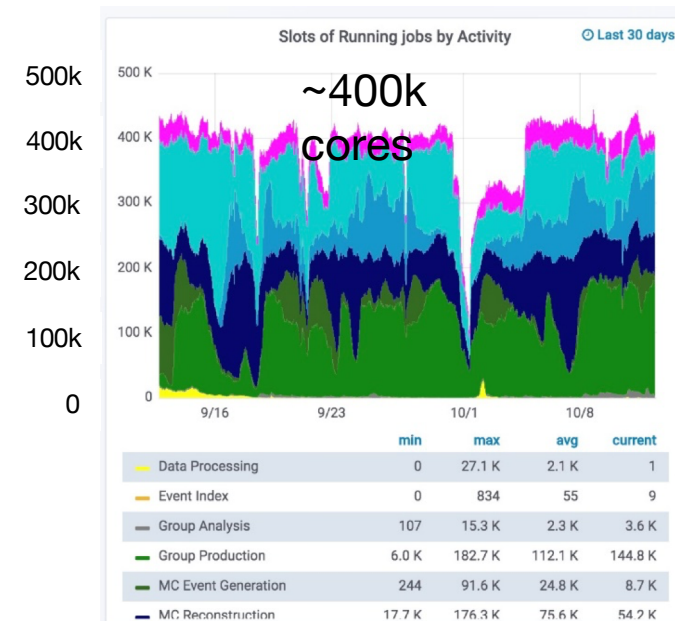 Slots of Running jobs by Activity
Last 30 days
500k
400k
300k
200k
100k
0
500 K
400 K
300 K
200 K
100 K
0
~400k
cores
9/16 9/23 10/1 10/8
min max avg current
Data Processing 0 27.1 K 2.1 K 1
Event Index 0 834 55 9
Group Analysis 107 15.3 K 2.3 K 3.6 K
Group Production 6.0 K 182.7 K 112.1 K 144.8 K
MC Event Generation 244 91.6 K 24.8 K 8.7 K
MC Reconstruction 17.7 K 176.3 K 75.6 K 54.2 K